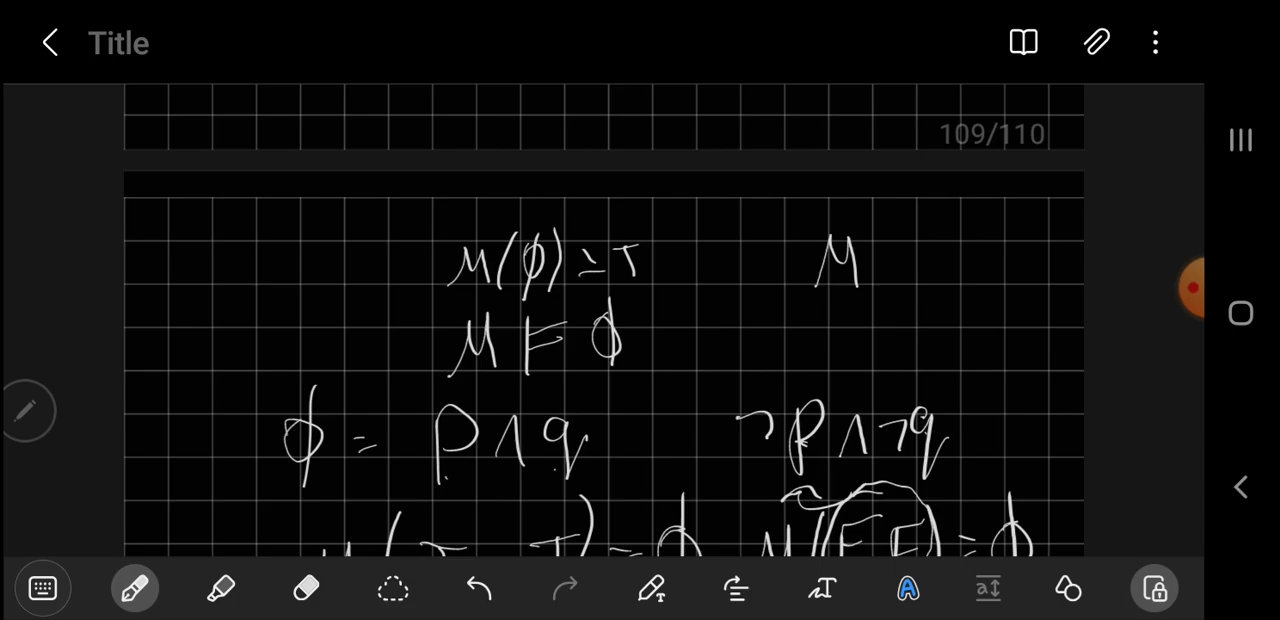 Title
109/110
M(ϕ) = T M
M ⊨ ϕ
ϕ = P ∧ q ¬P ∧ ¬q
M(T T) = ϕ M(F F) = ϕ